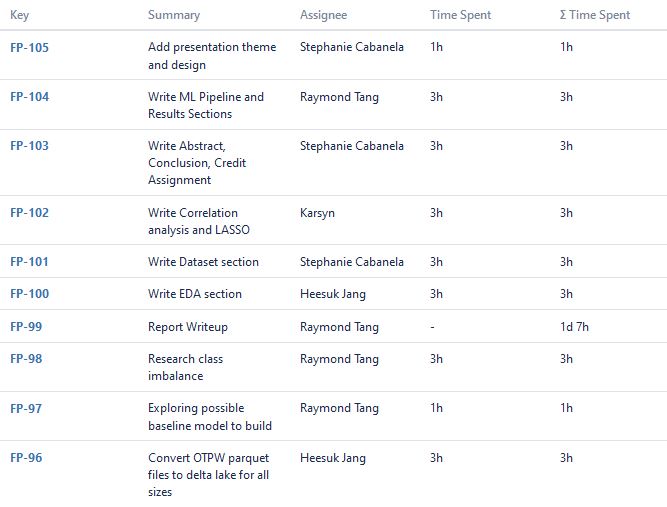 Key Summary Assignee Time Spent Σ Time Spent
FP-105 Add presentation theme Stephanie Cabanela 1h 1h
and design
FP-104 Write ML Pipeline and Raymond Tang 3h 3h
Results Sections
FP-103 Write Abstract, Stephanie Cabanela 3h 3h
Conclusion, Credit
Assignment
FP-102 Write Correlation Karsyn 3h 3h
analysis and LASSO
FP-101 Write Dataset section Stephanie Cabanela 3h 3h
FP-100 Write EDA section Heesuk Jang 3h 3h
FP-99 Report Writeup Raymond Tang - 1d 7h
FP-98 Research class Raymond Tang 3h 3h
imbalance
FP-97 Exploring possible Raymond Tang 1h 1h
baseline model to build
FP-96 Convert OTPW parquet Heesuk Jang 3h 3h
files to delta lake for all
sizes